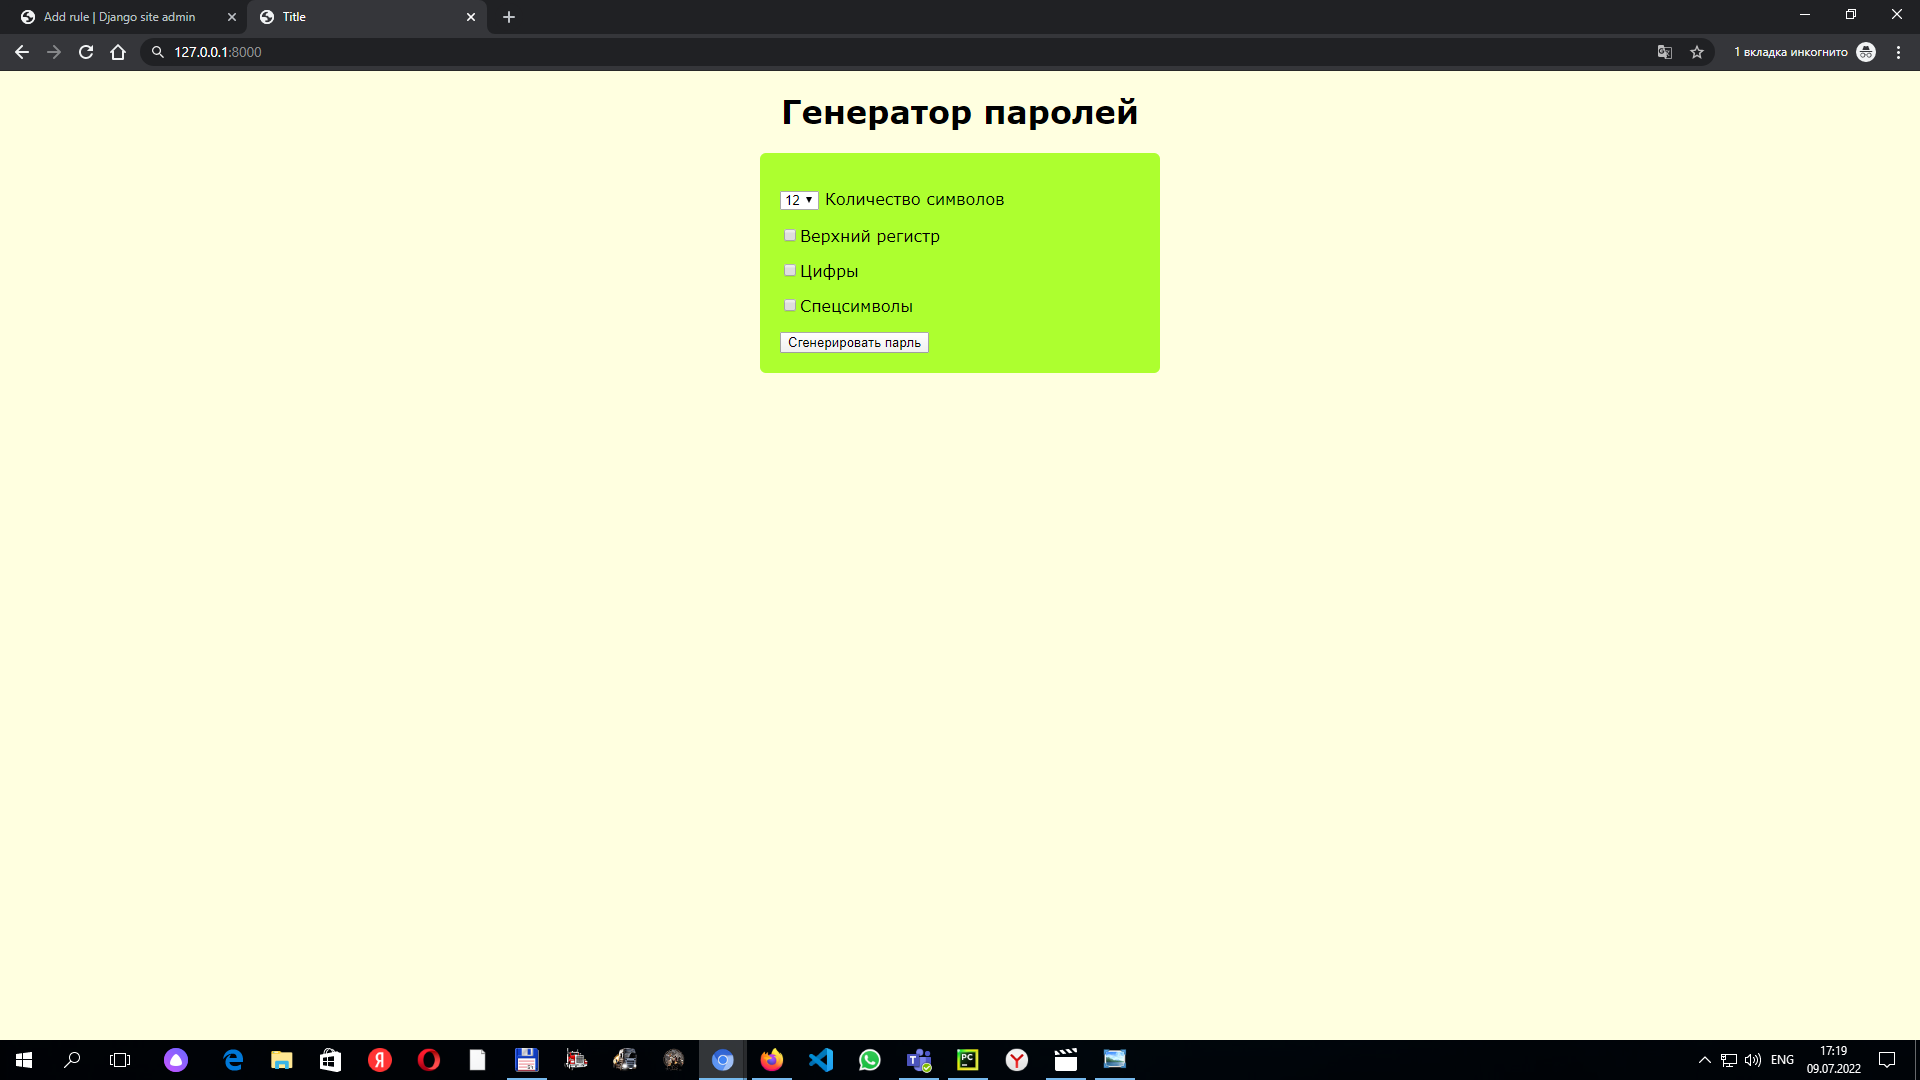 Add rule | Django site admin
Title
127.0.0.1:8000
1 вкладка инкогнито
Генератор паролей
12 Количество символов
Верхний регистр
Цифры
Спецсимволы
Сгенерировать парль
ENG
17:19
09.07.2022